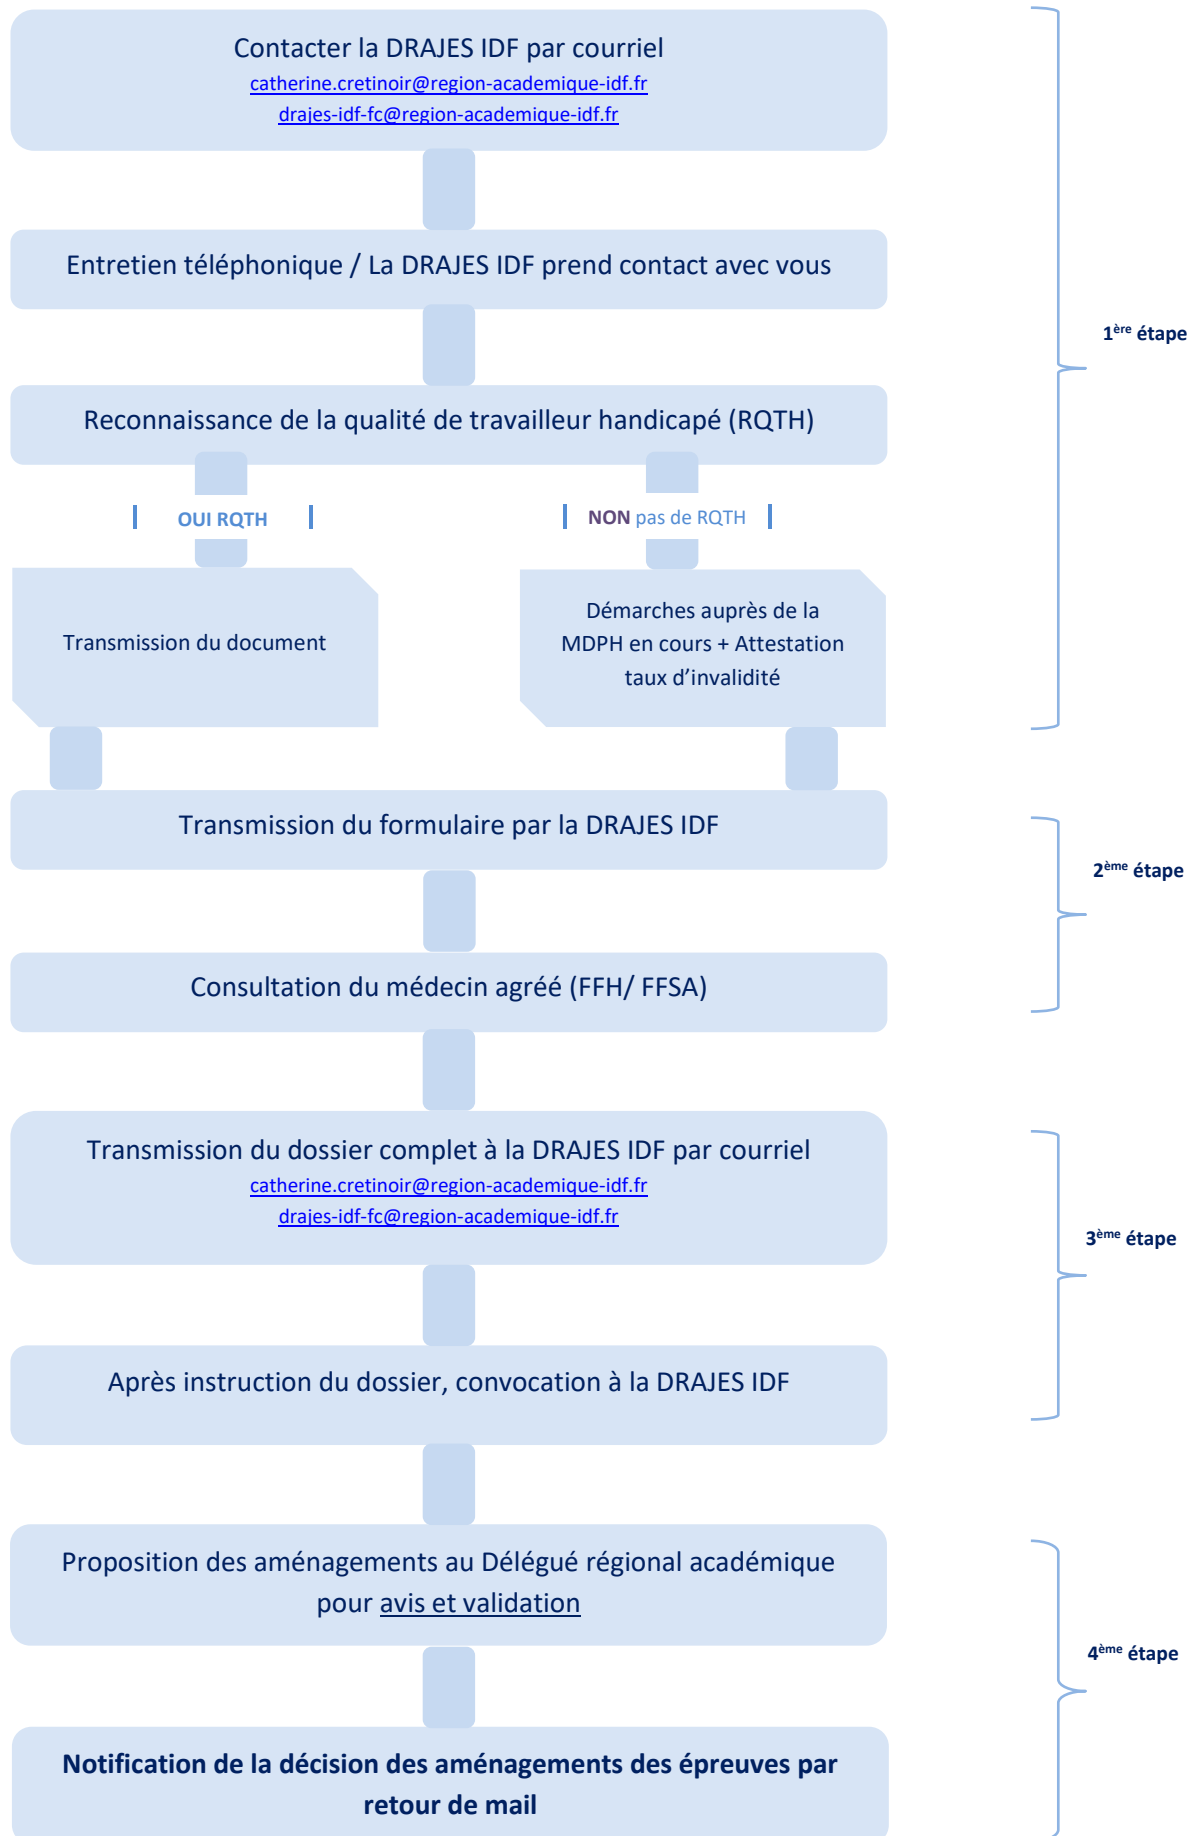 Contacter la DRAJES IDF par courriel
catherine.cretinoir@region-academique-idf.fr
drajes-idf-fc@region-academique-idf.fr
Entretien téléphonique / La DRAJES IDF prend contact avec vous
1ère étape
Reconnaissance de la qualité de travailleur handicapé (RQTH)
OUI RQTH
NON pas de RQTH
Transmission du document
Démarches auprès de la
MDPH en cours + Attestation
taux d’invalidité
Transmission du formulaire par la DRAJES IDF
2ème étape
Consultation du médecin agréé (FFH/ FFSA)
Transmission du dossier complet à la DRAJES IDF par courriel
catherine.cretinoir@region-academique-idf.fr
drajes-idf-fc@region-academique-idf.fr
3ème étape
Après instruction du dossier, convocation à la DRAJES IDF
Proposition des aménagements au Délégué régional académique
pour avis et validation
4ème étape
Notification de la décision des aménagements des épreuves par
retour de mail